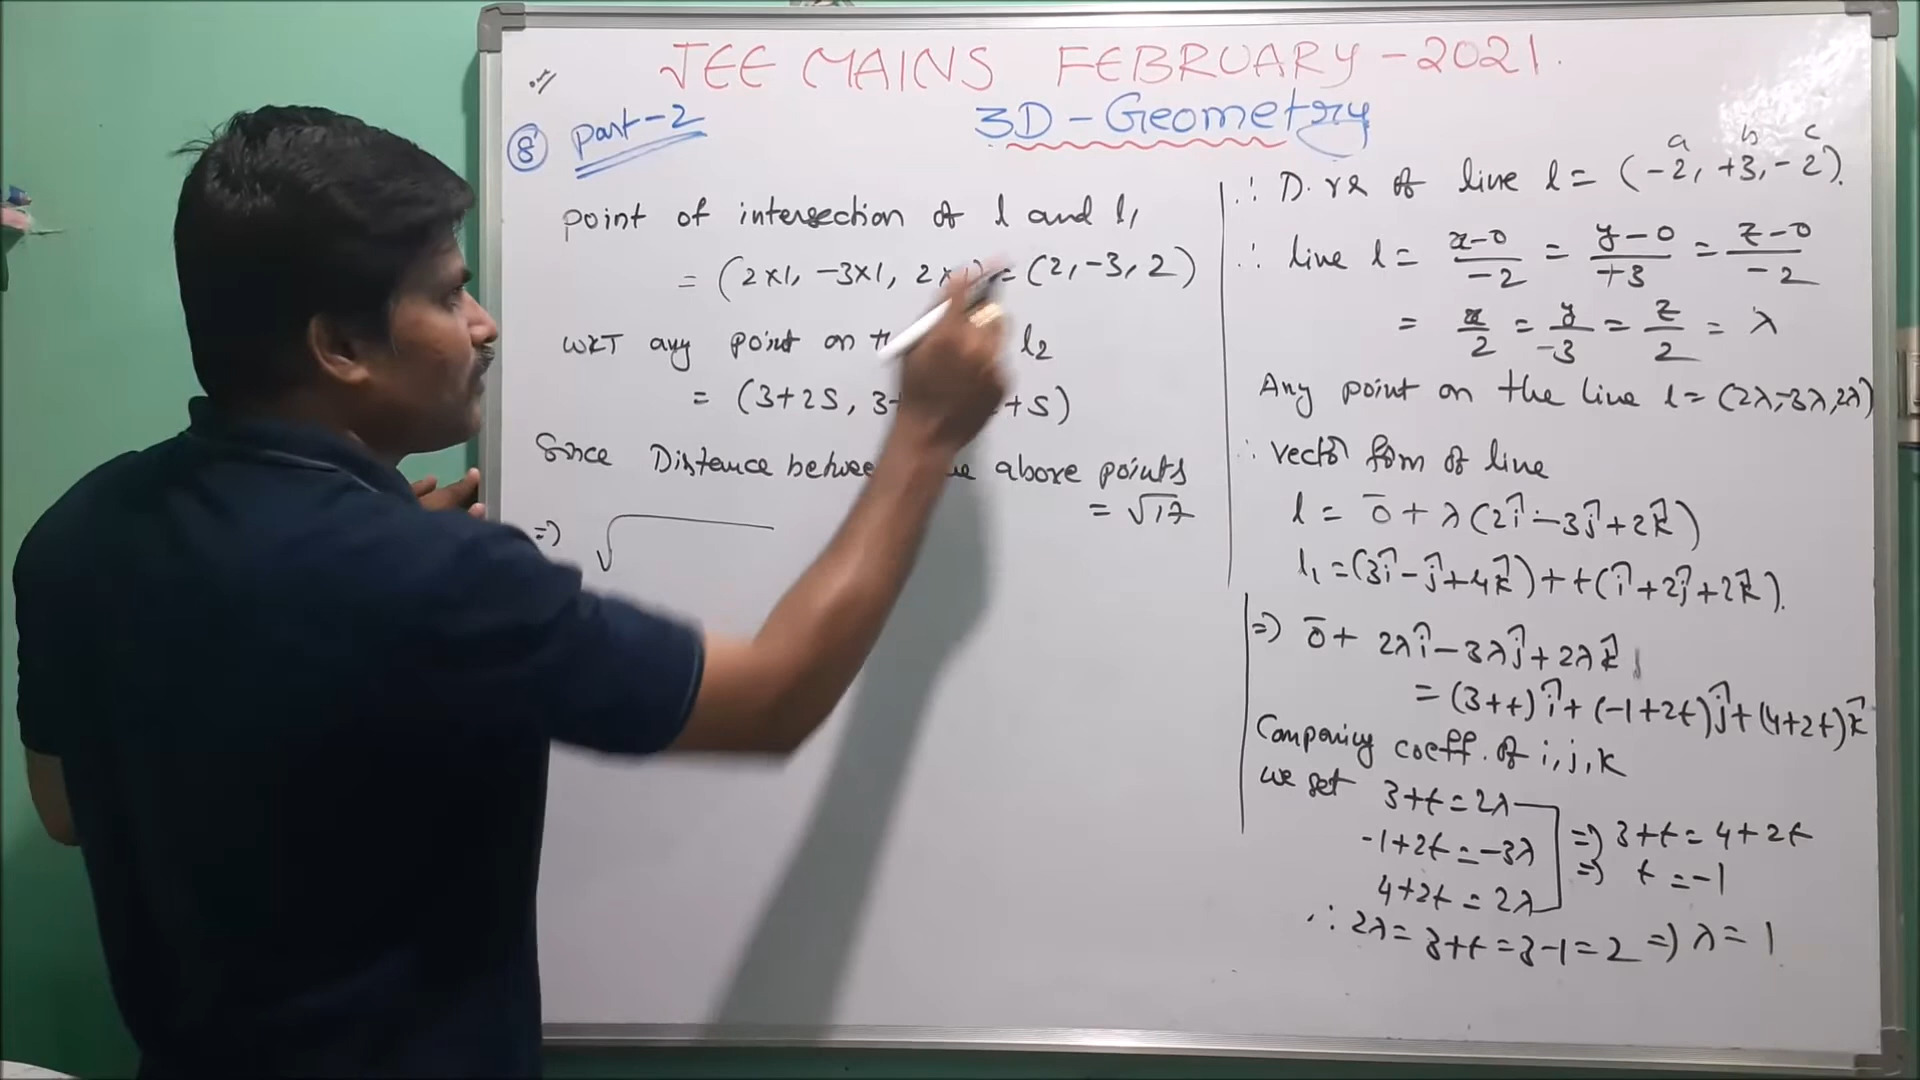 JEE MAINS FEBRUARY-2021.
3D-Geometry
8 part-2
point of intersection of l and l₁
= (2×1, -3×1, 2×1) = (2, -3, 2)
WKT any point on l₂
= (3+2S, 3+ +S)
Since Distance between above points
= √17
=> √
∴ D.rs of line l = (-2, +3, -2).
a b c
∴ line l = x-0/-2 = y-0/+3 = z-0/-2
= x/2 = y/-3 = z/2 = λ
Any point on the line l = (2λ,-3λ,2λ)
∴ vector form of line
l = ō + λ(2î-3ĵ+2k̂)
l₁ = (3î-ĵ+4k̂)+t(î+2ĵ+2k̂).
=> ō + 2λî-3λĵ+2λk̂
= (3+t)î+(-1+2t)ĵ+(4+2t)k̂
Comparing coeff. of i, j, k
we get 3+t=2λ
-1+2t=-3λ => 3+t=4+2t
4+2t=2λ => t=-1
∴ 2λ=3+t=3-1=2 => λ=1